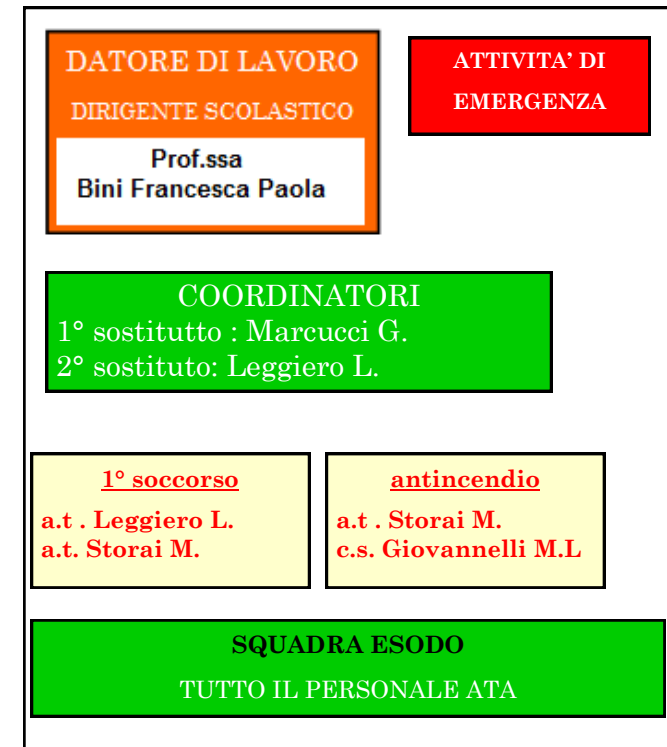 DATORE DI LAVORO
DIRIGENTE SCOLASTICO
Prof.ssa
Bini Francesca Paola
ATTIVITA’ DI
EMERGENZA
COORDINATORI
1° sostitutto : Marcucci G.
2° sostituto: Leggiero L.
1° soccorso
a.t . Leggiero L.
a.t. Storai M.
antincendio
a.t . Storai M.
c.s. Giovannelli M.L
SQUADRA ESODO
TUTTO IL PERSONALE ATA